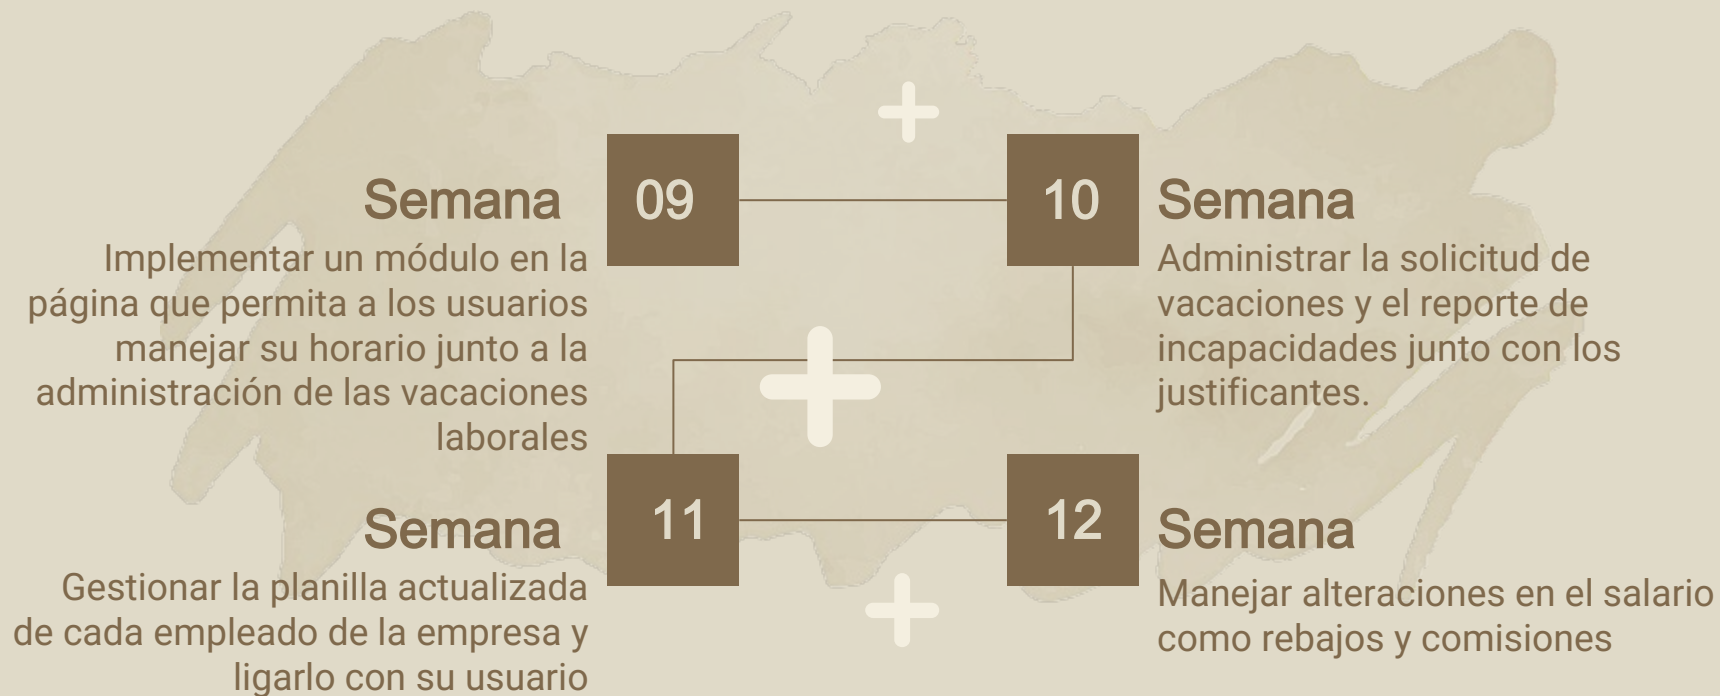 Semana
09
Implementar un módulo en la
página que permita a los usuarios
manejar su horario junto a la
administración de las vacaciones
laborales
10
Semana
Administrar la solicitud de
vacaciones y el reporte de
incapacidades junto con los
justificantes.
Semana
11
Gestionar la planilla actualizada
de cada empleado de la empresa y
ligarlo con su usuario
12
Semana
Manejar alteraciones en el salario
como rebajos y comisiones